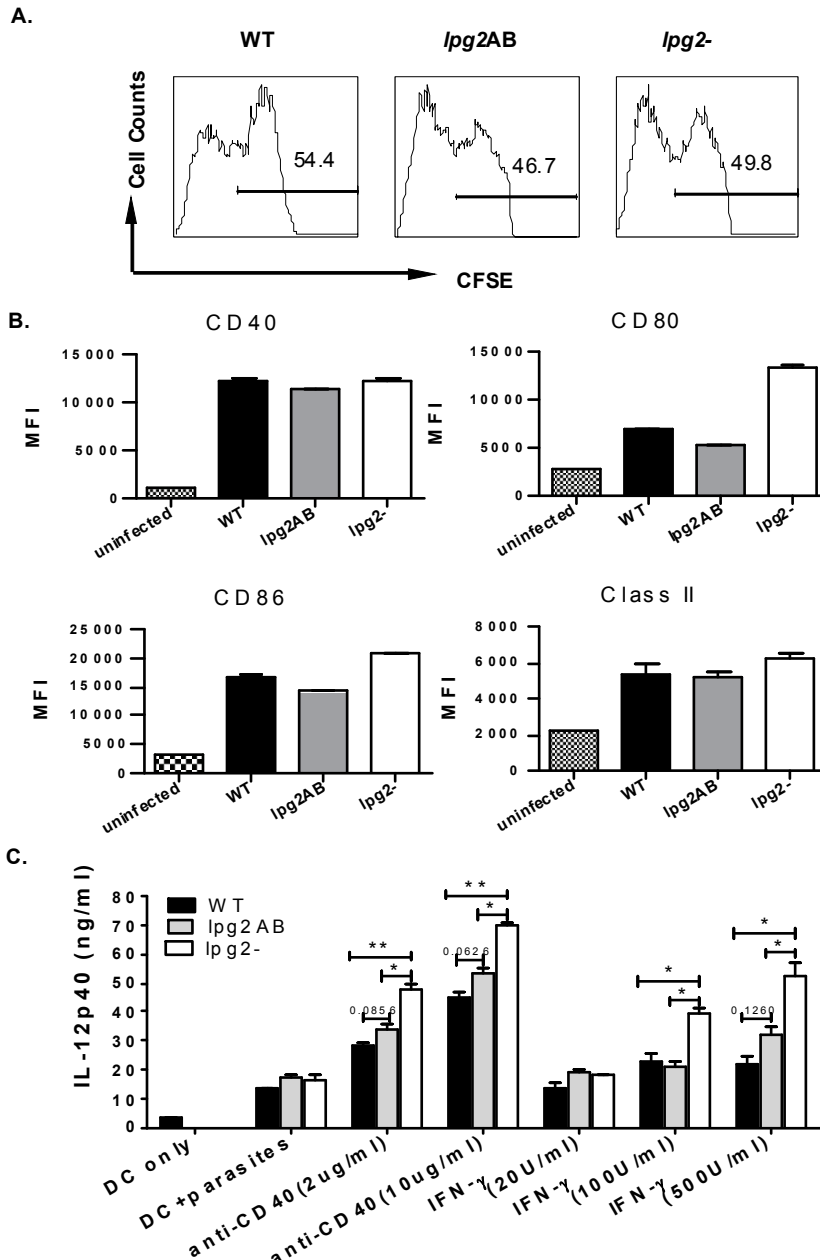 A.
WT
lpg2AB
lpg2-
Cell Counts
54.4
46.7
49.8
CFSE
B.
CD40
MFI
15000
10000
5000
0
uninfected
WT
lpg2AB
lpg2-
CD80
MFI
15000
10000
5000
0
uninfected
WT
lpg2AB
lpg2-
CD86
MFI
25000
20000
15000
10000
5000
0
uninfected
WT
lpg2AB
lpg2-
Class II
MFI
8000
6000
4000
2000
0
uninfected
WT
lpg2AB
lpg2-
C.
IL-12p40 (ng/ml)
80
70
60
50
40
30
20
10
0
WT
lpg2AB
lpg2-
**
*
0.0856
**
*
0.0626
*
*
*
*
0.1260
DC only
DC+parasites
anti-CD40(2ug/ml)
anti-CD40(10ug/ml)
IFN-γ(20U/ml)
IFN-γ(100U/ml)
IFN-γ(500U/ml)